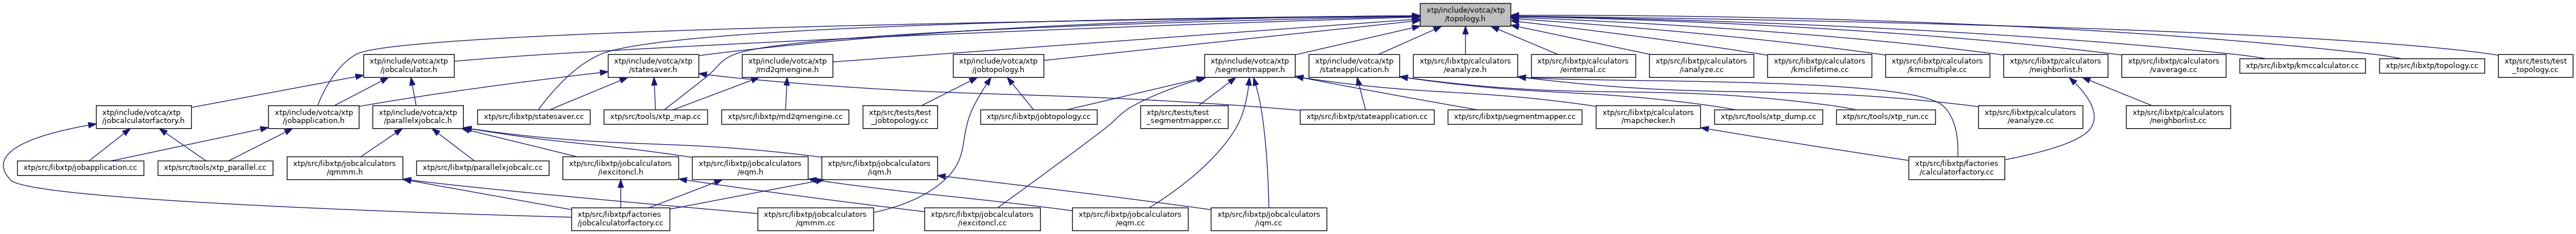 xtp/include/votca/xtp
/topology.h
xtp/include/votca/xtp
/jobcalculator.h
xtp/include/votca/xtp
/statesaver.h
xtp/include/votca/xtp
/md2qmengine.h
xtp/include/votca/xtp
/jobtopology.h
xtp/include/votca/xtp
/segmentmapper.h
xtp/include/votca/xtp
/stateapplication.h
xtp/src/libxtp/calculators
/eanalyze.h
xtp/src/libxtp/calculators
/einternal.cc
xtp/src/libxtp/calculators
/ianalyze.cc
xtp/src/libxtp/calculators
/kmclifetime.cc
xtp/src/libxtp/calculators
/kmcmultiple.cc
xtp/src/libxtp/calculators
/neighborlist.h
xtp/src/libxtp/calculators
/vaverage.cc
xtp/src/libxtp/kmccalculator.cc
xtp/src/libxtp/topology.cc
xtp/src/tests/test
_topology.cc
xtp/include/votca/xtp
/jobcalculatorfactory.h
xtp/include/votca/xtp
/jobapplication.h
xtp/include/votca/xtp
/parallelxjobcalc.h
xtp/src/libxtp/statesaver.cc
xtp/src/tools/xtp_map.cc
xtp/src/libxtp/md2qmengine.cc
xtp/src/tests/test
_jobtopology.cc
xtp/src/libxtp/jobtopology.cc
xtp/src/tests/test
_segmentmapper.cc
xtp/src/libxtp/stateapplication.cc
xtp/src/libxtp/segmentmapper.cc
xtp/src/libxtp/calculators
/mapchecker.h
xtp/src/tools/xtp_dump.cc
xtp/src/tools/xtp_run.cc
xtp/src/libxtp/calculators
/eanalyze.cc
xtp/src/libxtp/calculators
/neighborlist.cc
xtp/src/libxtp/jobapplication.cc
xtp/src/tools/xtp_parallel.cc
xtp/src/libxtp/jobcalculators
/qmmm.h
xtp/src/libxtp/parallelxjobcalc.cc
xtp/src/libxtp/jobcalculators
/iexcitoncl.h
xtp/src/libxtp/jobcalculators
/eqm.h
xtp/src/libxtp/jobcalculators
/iqm.h
xtp/src/libxtp/factories
/calculatorfactory.cc
xtp/src/libxtp/factories
/jobcalculatorfactory.cc
xtp/src/libxtp/jobcalculators
/qmmm.cc
xtp/src/libxtp/jobcalculators
/iexcitoncl.cc
xtp/src/libxtp/jobcalculators
/eqm.cc
xtp/src/libxtp/jobcalculators
/iqm.cc